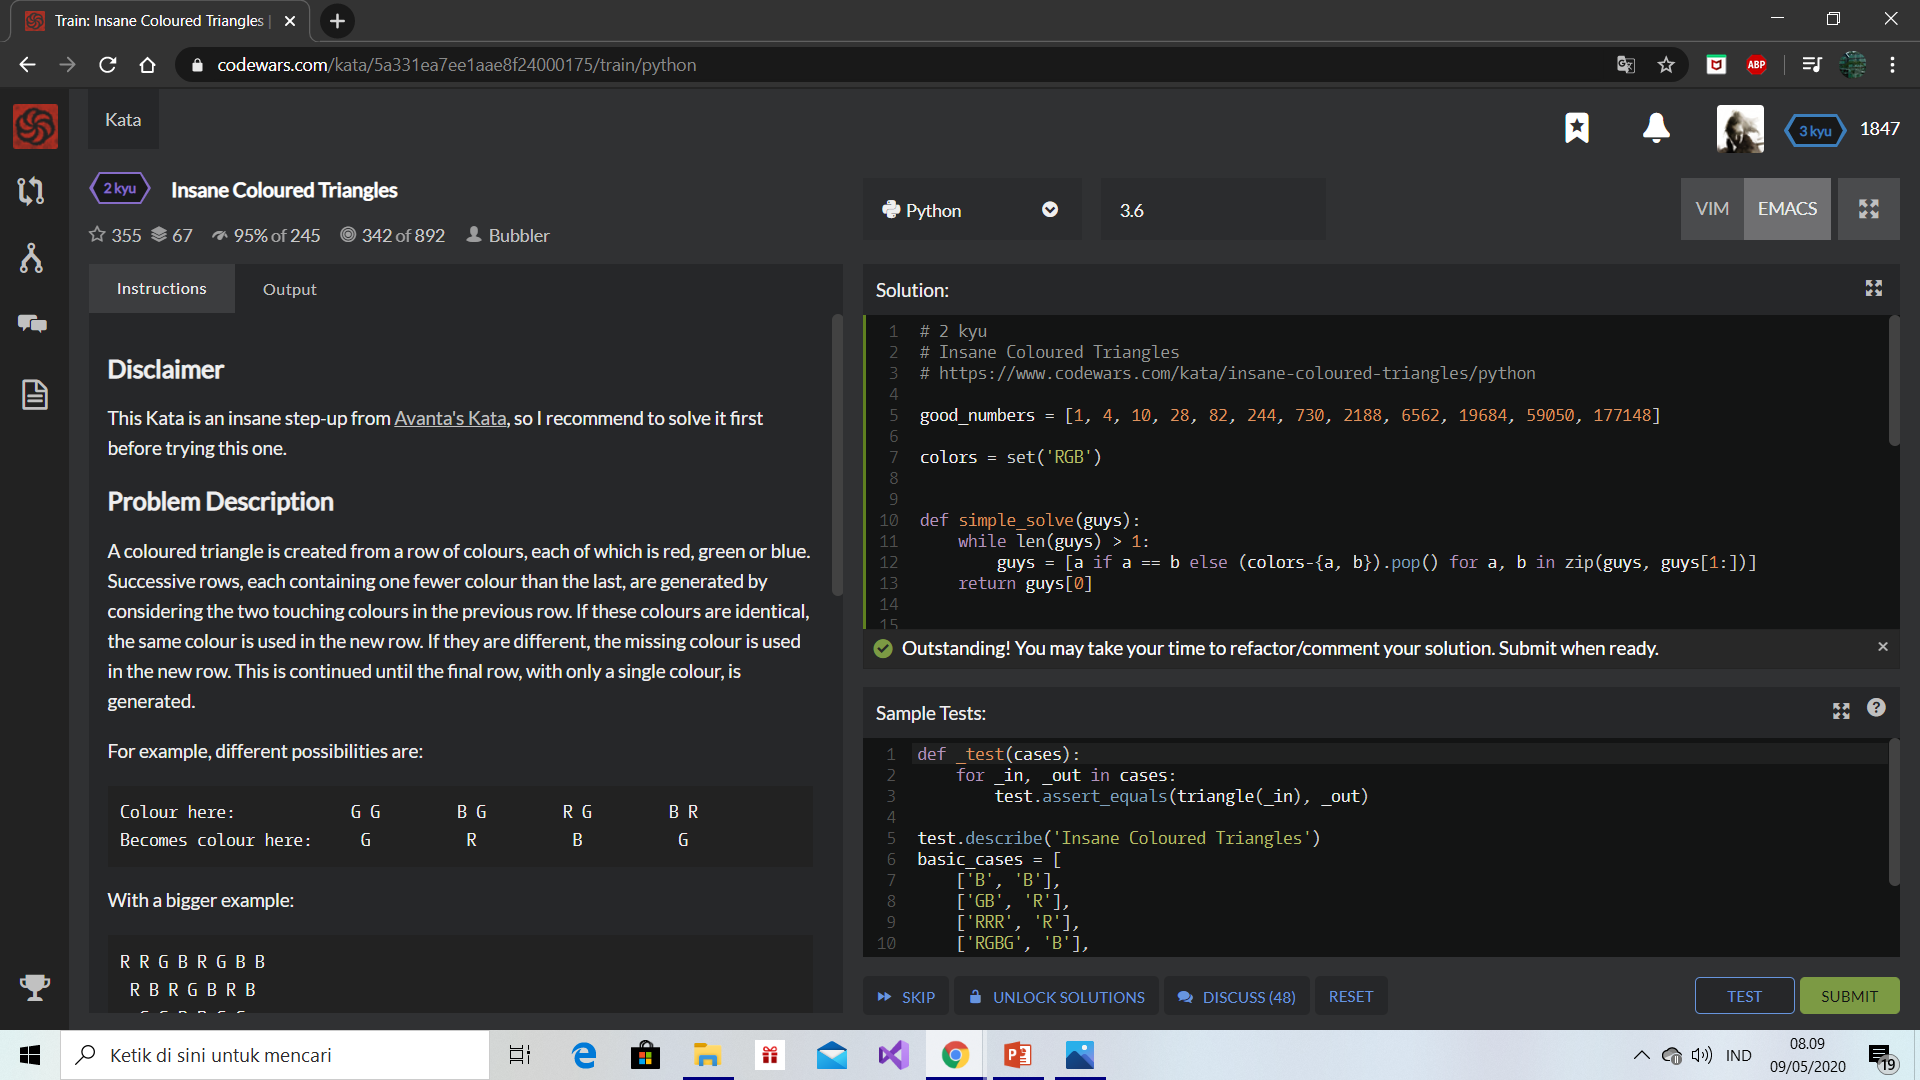 Train: Insane Coloured Triangles |
codewars.com/kata/5a331ea7ee1aae8f24000175/train/python
ABP
Kata
3 kyu
1847
2 kyu
Insane Coloured Triangles
355 67 95% of 245 342 of 892 Bubbler
Python
3.6
VIM
EMACS
Instructions
Output
Disclaimer
This Kata is an insane step-up from Avanta's Kata, so I recommend to solve it first
before trying this one.
Problem Description
A coloured triangle is created from a row of colours, each of which is red, green or blue.
Successive rows, each containing one fewer colour than the last, are generated by
considering the two touching colours in the previous row. If these colours are identical,
the same colour is used in the new row. If they are different, the missing colour is used
in the new row. This is continued until the final row, with only a single colour, is
generated.
For example, different possibilities are:
Colour here: G G B G R G B R
Becomes colour here: G R B G
With a bigger example:
R R G B R G B B
R B R G B R B
Solution:
1 # 2 kyu
2 # Insane Coloured Triangles
3 # https://www.codewars.com/kata/insane-coloured-triangles/python
4
5 good_numbers = [1, 4, 10, 28, 82, 244, 730, 2188, 6562, 19684, 59050, 177148]
6
7 colors = set('RGB')
8
9
10 def simple_solve(guys):
11 while len(guys) > 1:
12 guys = [a if a == b else (colors-{a, b}).pop() for a, b in zip(guys, guys[1:])]
13 return guys[0]
14
15
Outstanding! You may take your time to refactor/comment your solution. Submit when ready.
Sample Tests:
1 def _test(cases):
2 for _in, _out in cases:
3 test.assert_equals(triangle(_in), _out)
4
5 test.describe('Insane Coloured Triangles')
6 basic_cases = [
7 ['B', 'B'],
8 ['GB', 'R'],
9 ['RRR', 'R'],
10 ['RGBG', 'B'],
SKIP
UNLOCK SOLUTIONS
DISCUSS (48)
RESET
TEST
SUBMIT
Ketik di sini untuk mencari
IND
08.09
09/05/2020
19